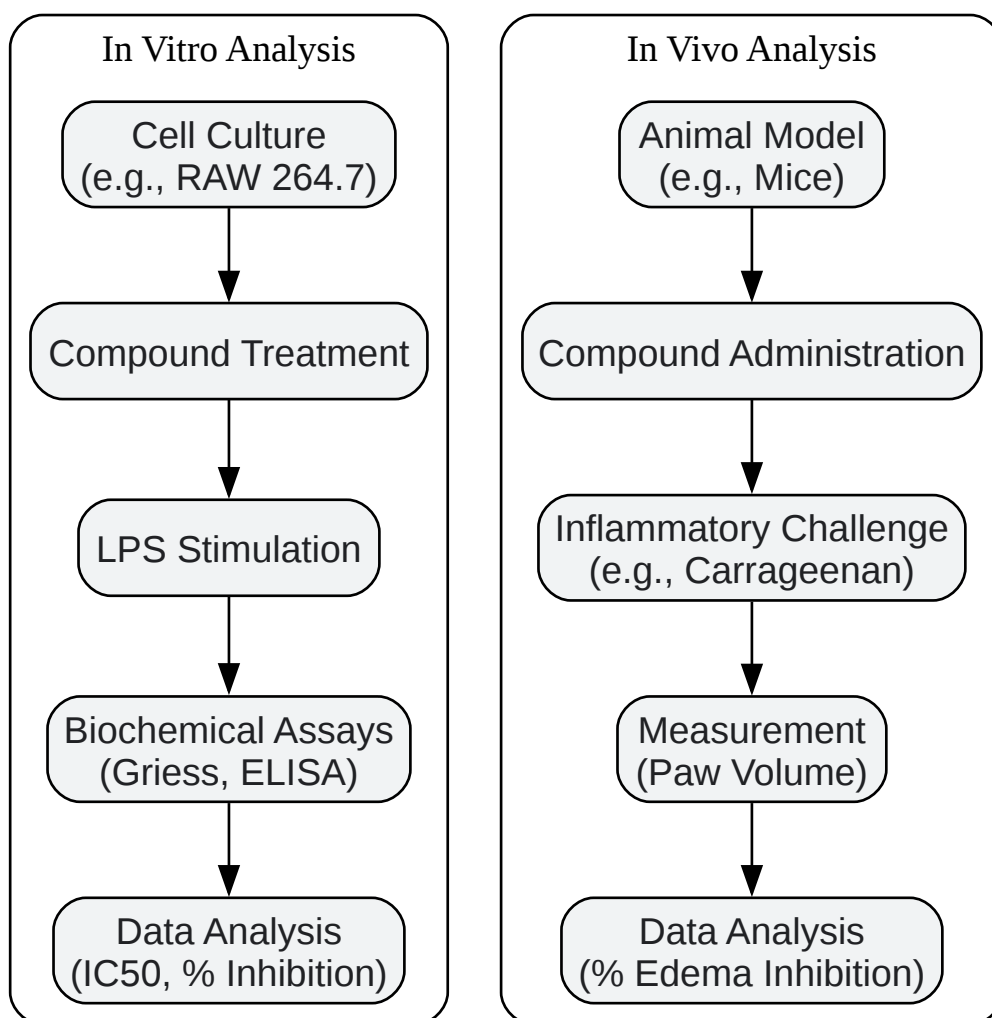 In Vitro Analysis
Cell Culture
(e.g., RAW 264.7)
Compound Treatment
LPS Stimulation
Biochemical Assays
(Griess, ELISA)
Data Analysis
(IC50, % Inhibition)
In Vivo Analysis
Animal Model
(e.g., Mice)
Compound Administration
Inflammatory Challenge
(e.g., Carrageenan)
Measurement
(Paw Volume)
Data Analysis
(% Edema Inhibition)